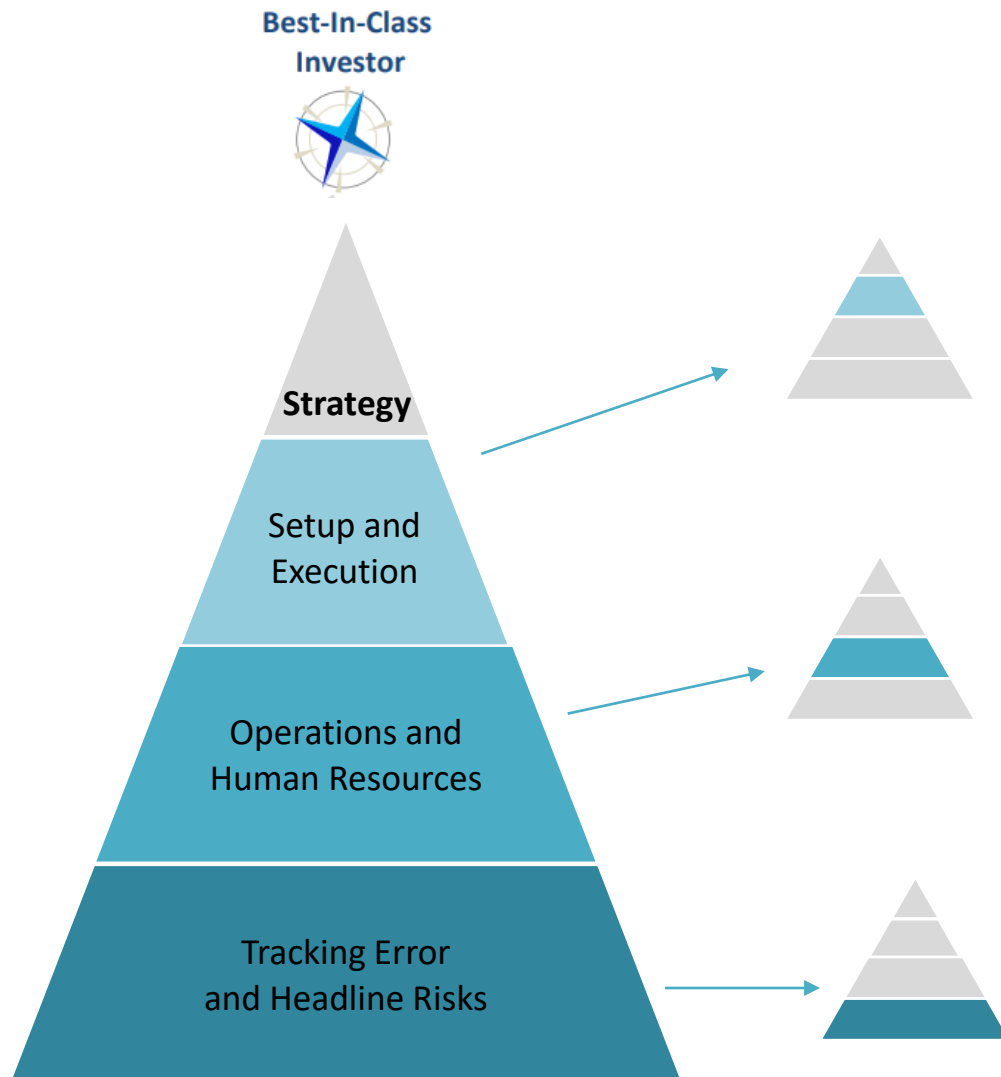 Best-In-Class
Investor
Strategy
Setup and
Execution
Operations and
Human Resources
Tracking Error
and Headline Risks